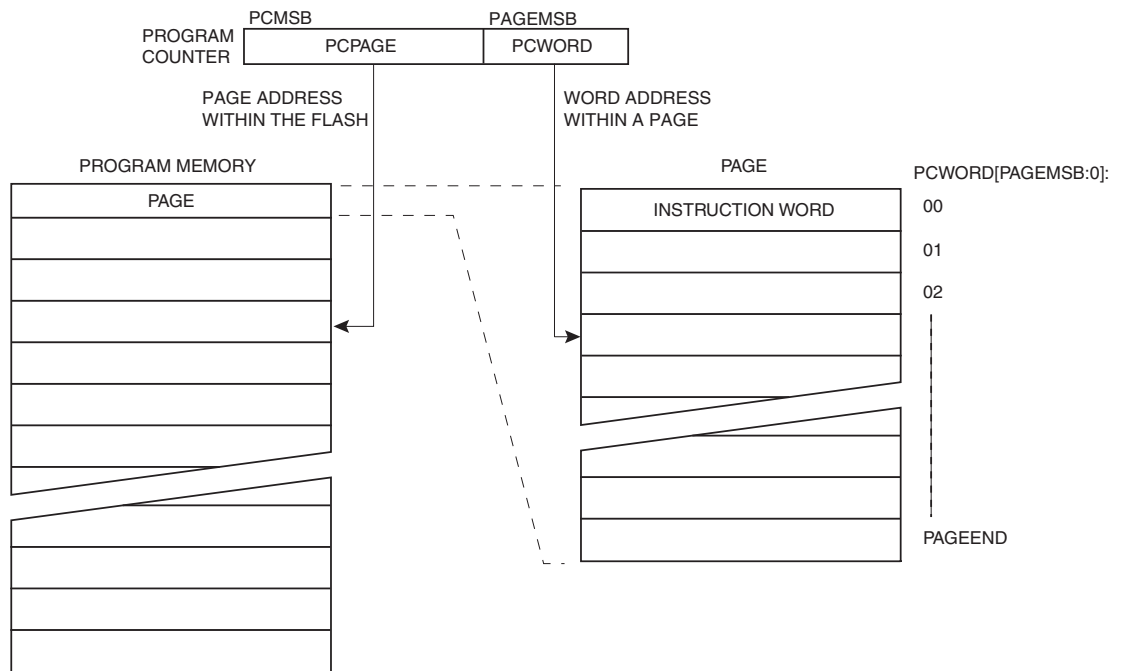 PCMSB
PAGEMSB
PROGRAM
COUNTER
PCPAGE
PCWORD
PAGE ADDRESS
WITHIN THE FLASH
WORD ADDRESS
WITHIN A PAGE
PROGRAM MEMORY
PAGE
PAGE
INSTRUCTION WORD
PCWORD[PAGEMSB:0]:
00
01
02
PAGEEND